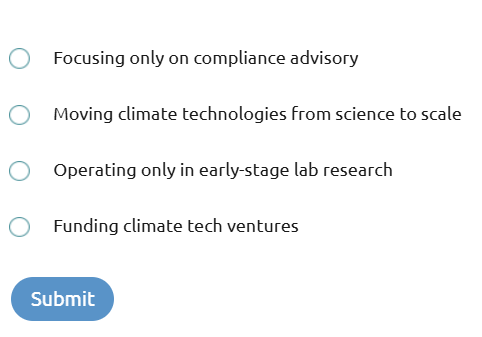 Focusing only on compliance advisory
Moving climate technologies from science to scale
Operating only in early-stage lab research
Funding climate tech ventures
Submit